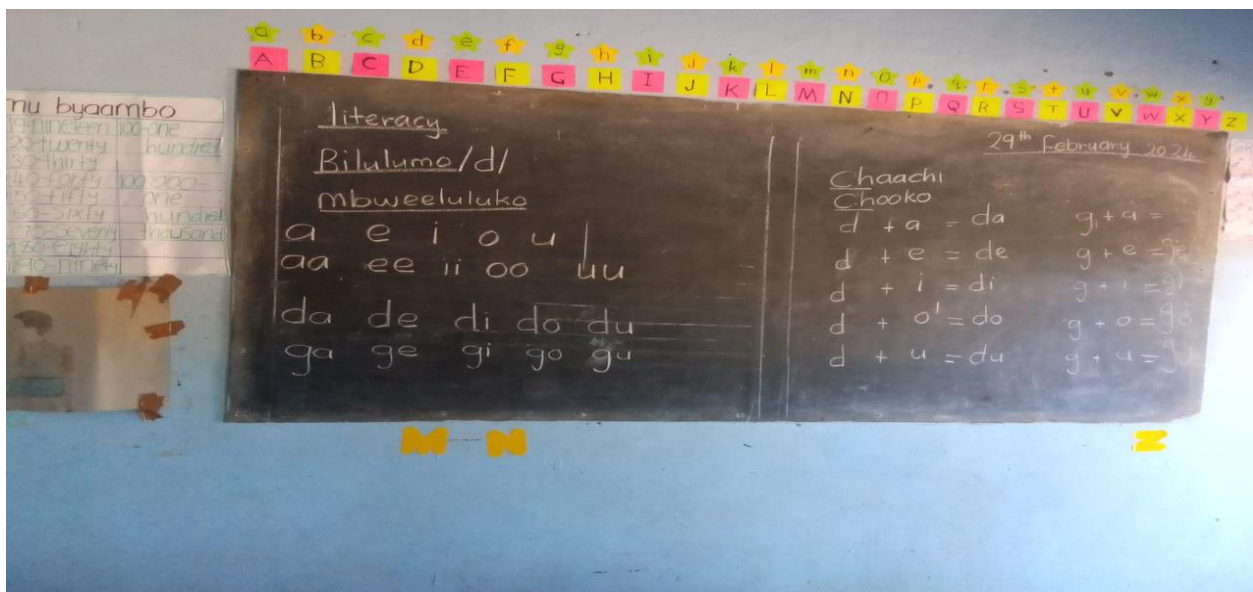 a b c d e f g h i j k l m n o p q r s t u v w x y
A B C D E F G H I J K L M N O P Q R S T U V W X Y Z
mu byaambo
19-nineteen 100-one
20-twenty hundred
30-thirty
40-forty 100 000-
50-fifty one
60-sixty hundred
70-seventy thousand
80-eighty
90-ninety
literacy
Bilulumo /d/
Mbweeluluko
a e i o u
aa ee ii oo uu
da de di do du
ga ge gi go gu
29th February 2024
Chaachi
Chooko
d + a = da g + a =
d + e = de g + e = ge
d + i = di g + i = gi
d + o = do g + o = go
d + u = du g + u = gu
M N Z